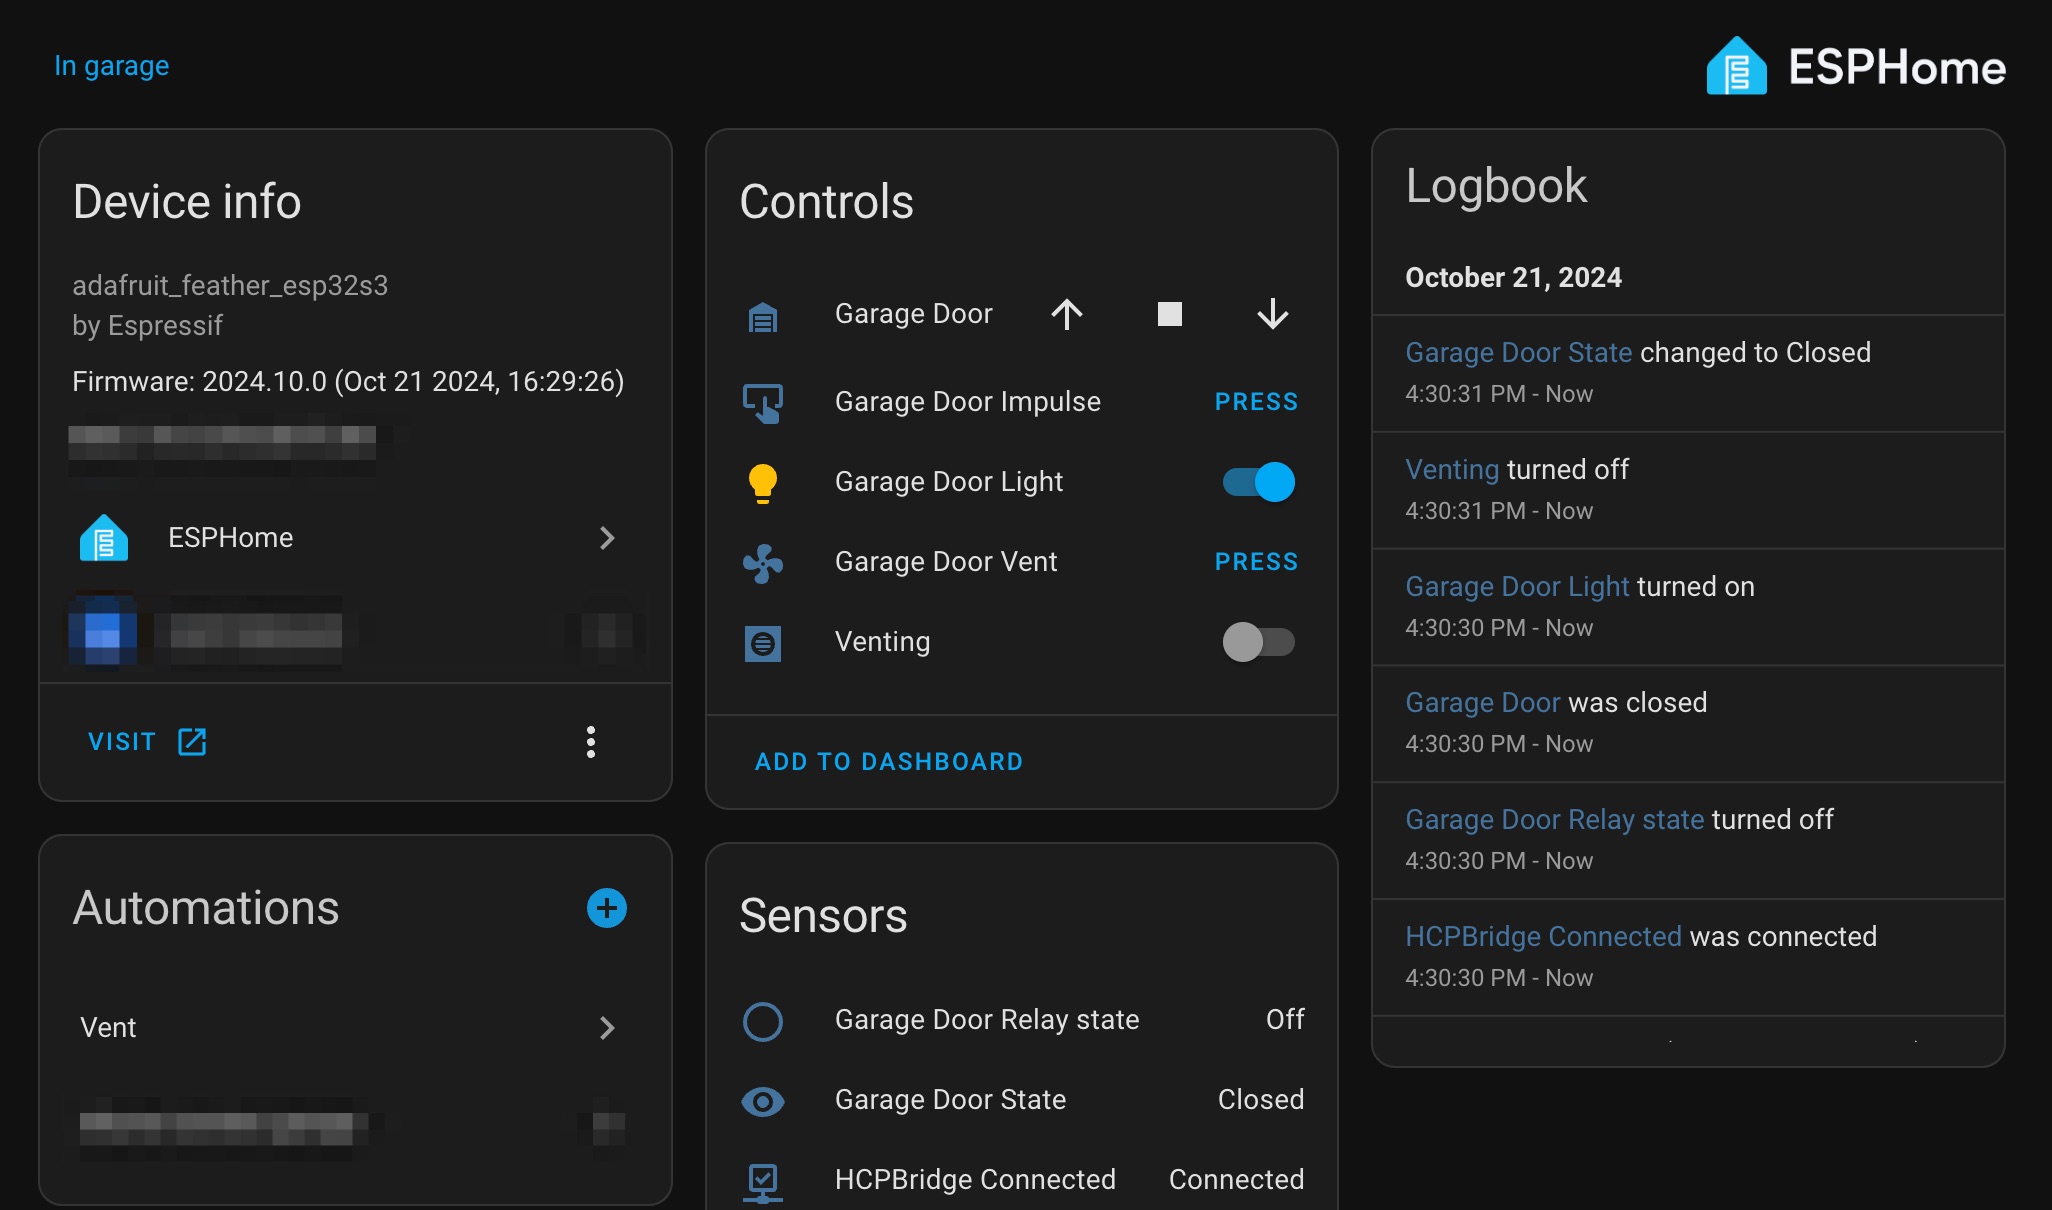 In garage
ESPHome
Device info
adafruit_feather_esp32s3
by Espressif
Firmware: 2024.10.0 (Oct 21 2024, 16:29:26)
ESPHome
VISIT
Automations
Vent
Controls
Garage Door
Garage Door Impulse PRESS
Garage Door Light
Garage Door Vent PRESS
Venting
ADD TO DASHBOARD
Sensors
Garage Door Relay state Off
Garage Door State Closed
HCPBridge Connected Connected
Logbook
October 21, 2024
Garage Door State changed to Closed
4:30:31 PM - Now
Venting turned off
4:30:31 PM - Now
Garage Door Light turned on
4:30:30 PM - Now
Garage Door was closed
4:30:30 PM - Now
Garage Door Relay state turned off
4:30:30 PM - Now
HCPBridge Connected was connected
4:30:30 PM - Now